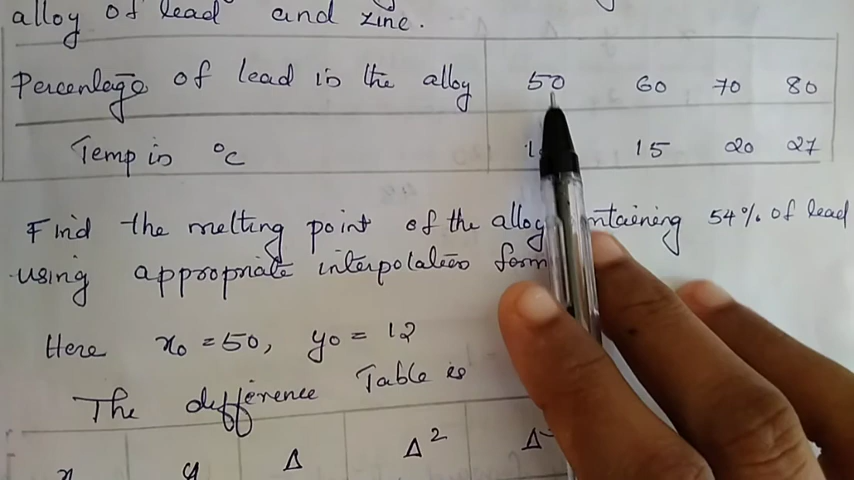 alloy of lead and zinc.
Percentage of lead in the alloy 50 60 70 80
Temp in °C 15 20 27
Find the melting point of the alloy 54% of lead
using appropriate interpolation
Here x₀ = 50, y₀ = 12
The difference Table is
x y Δ Δ²